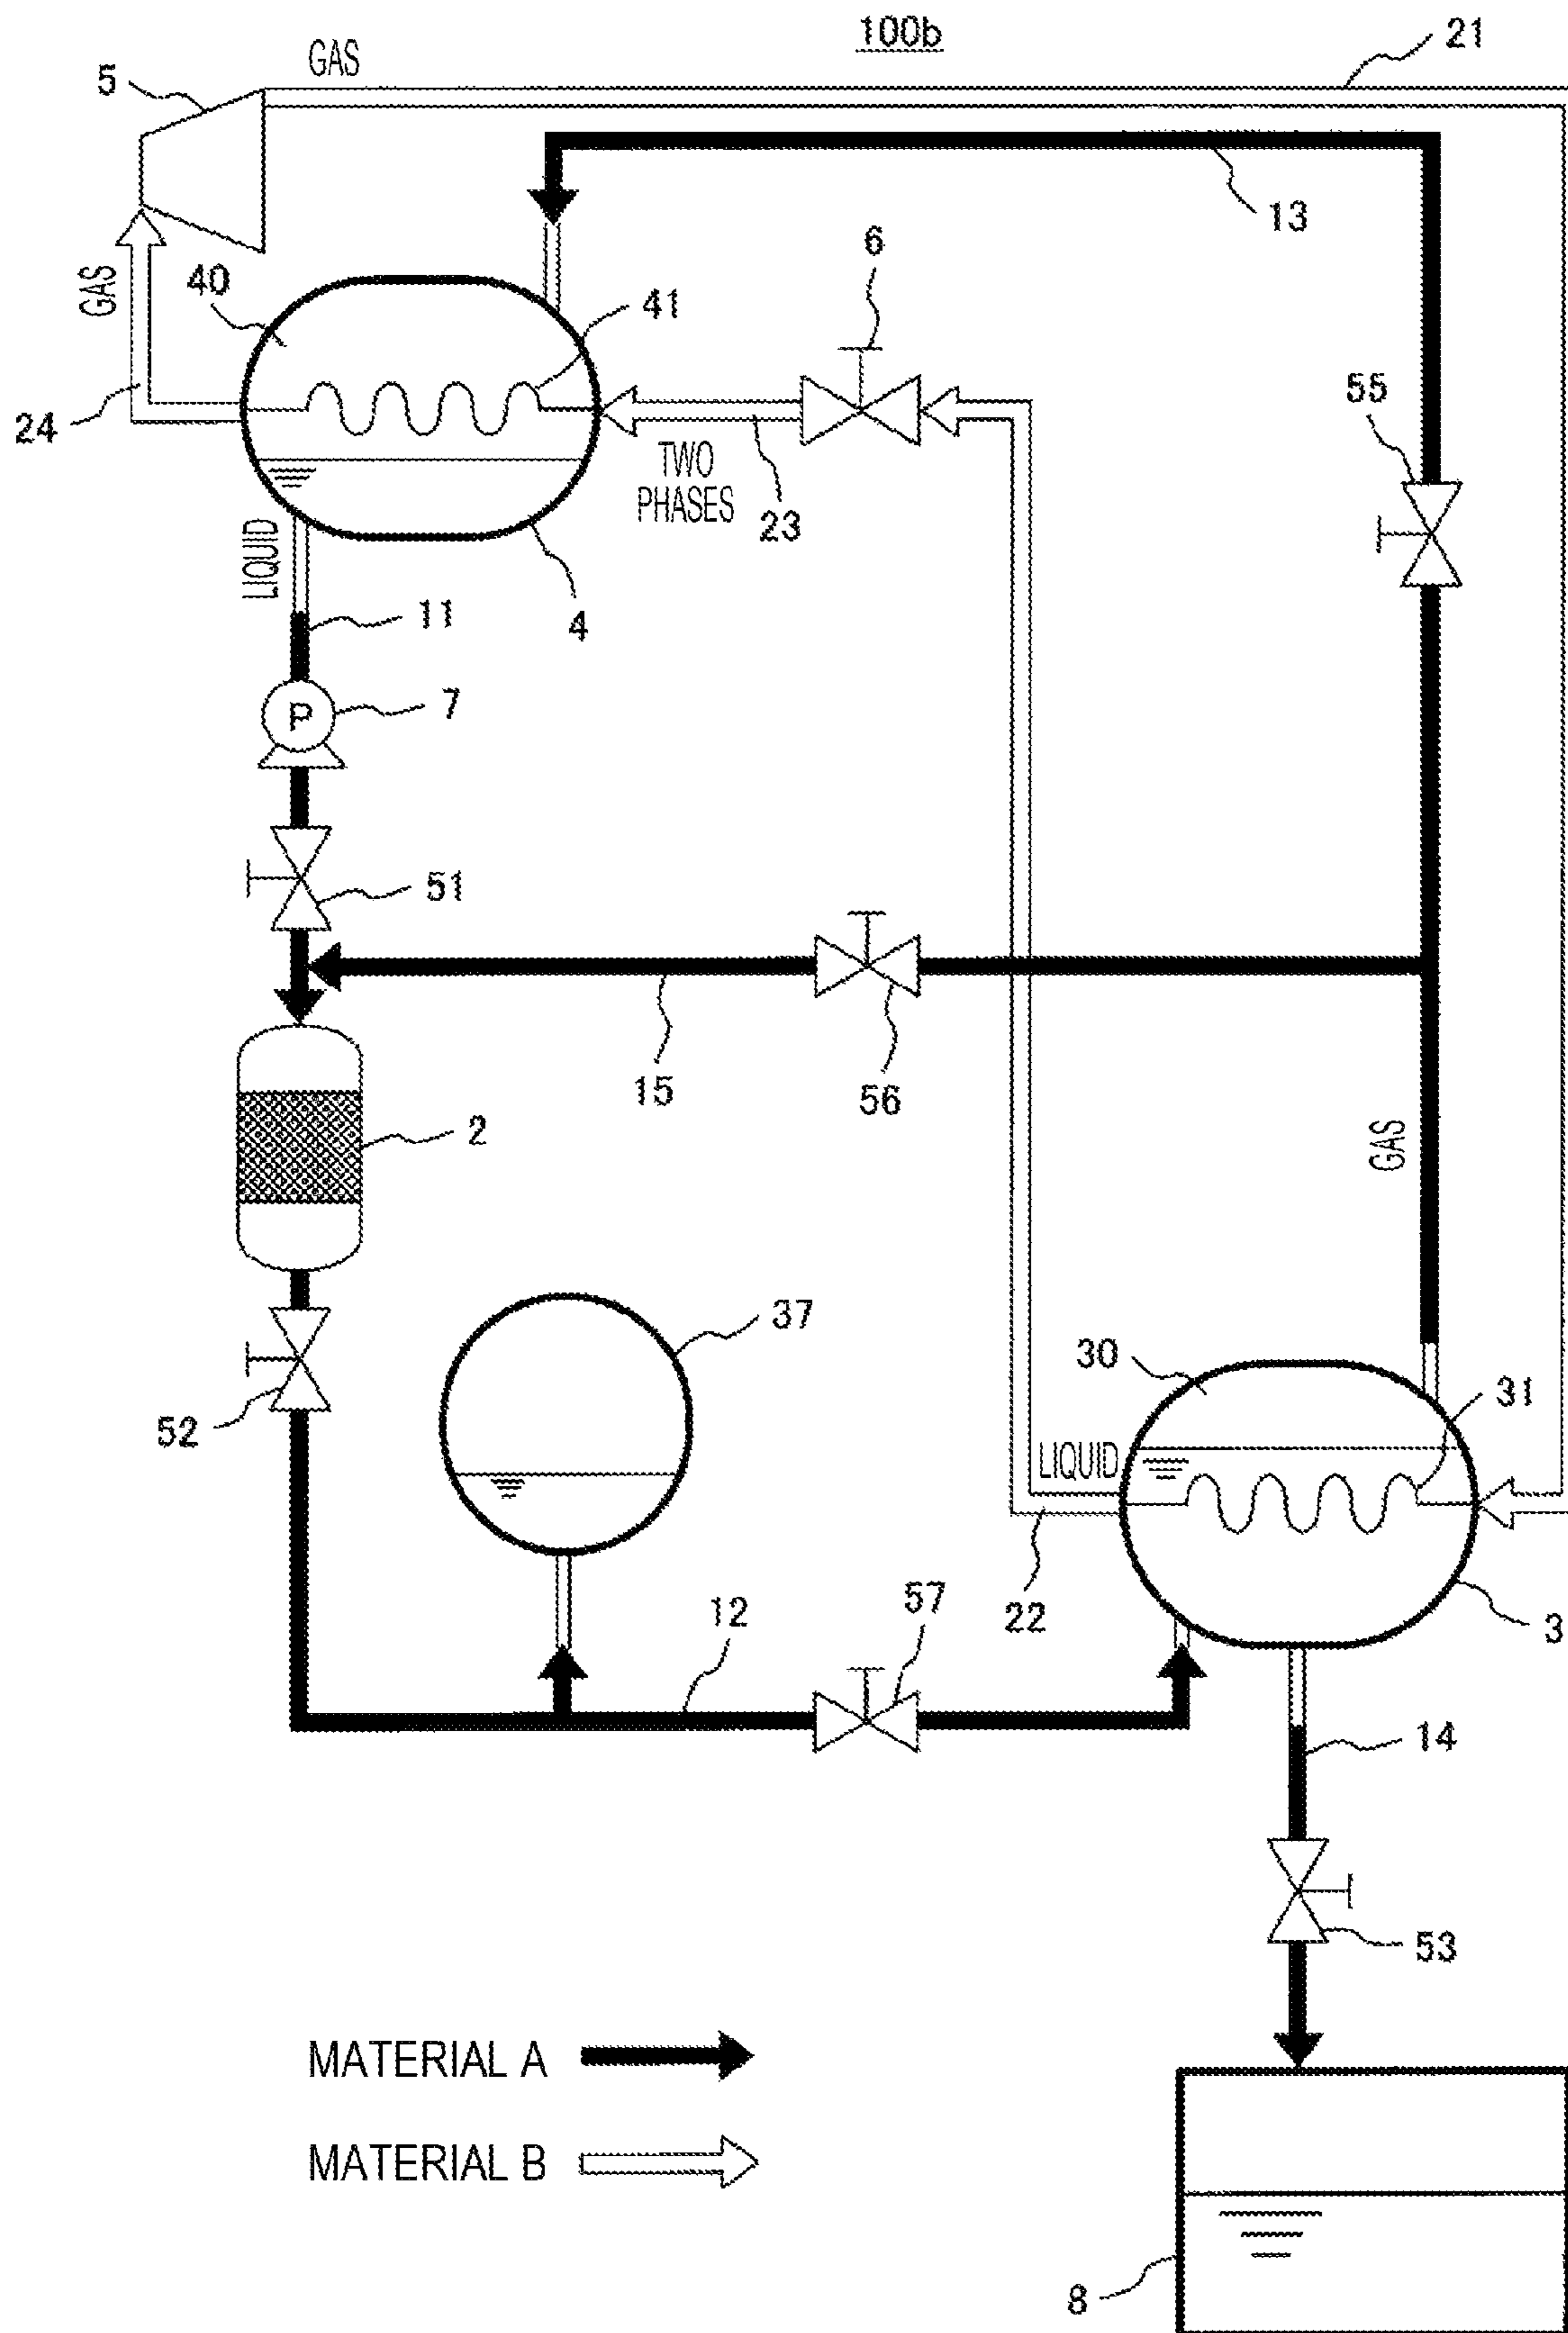 100b
21
GAS
5
13
6
GAS
40
41
55
24
TWO
PHASES
23
LIQUID
4
11
7
P
51
15
56
2
GAS
37
30
31
52
LIQUID
22
57
12
3
14
53
MATERIAL A
MATERIAL B
8